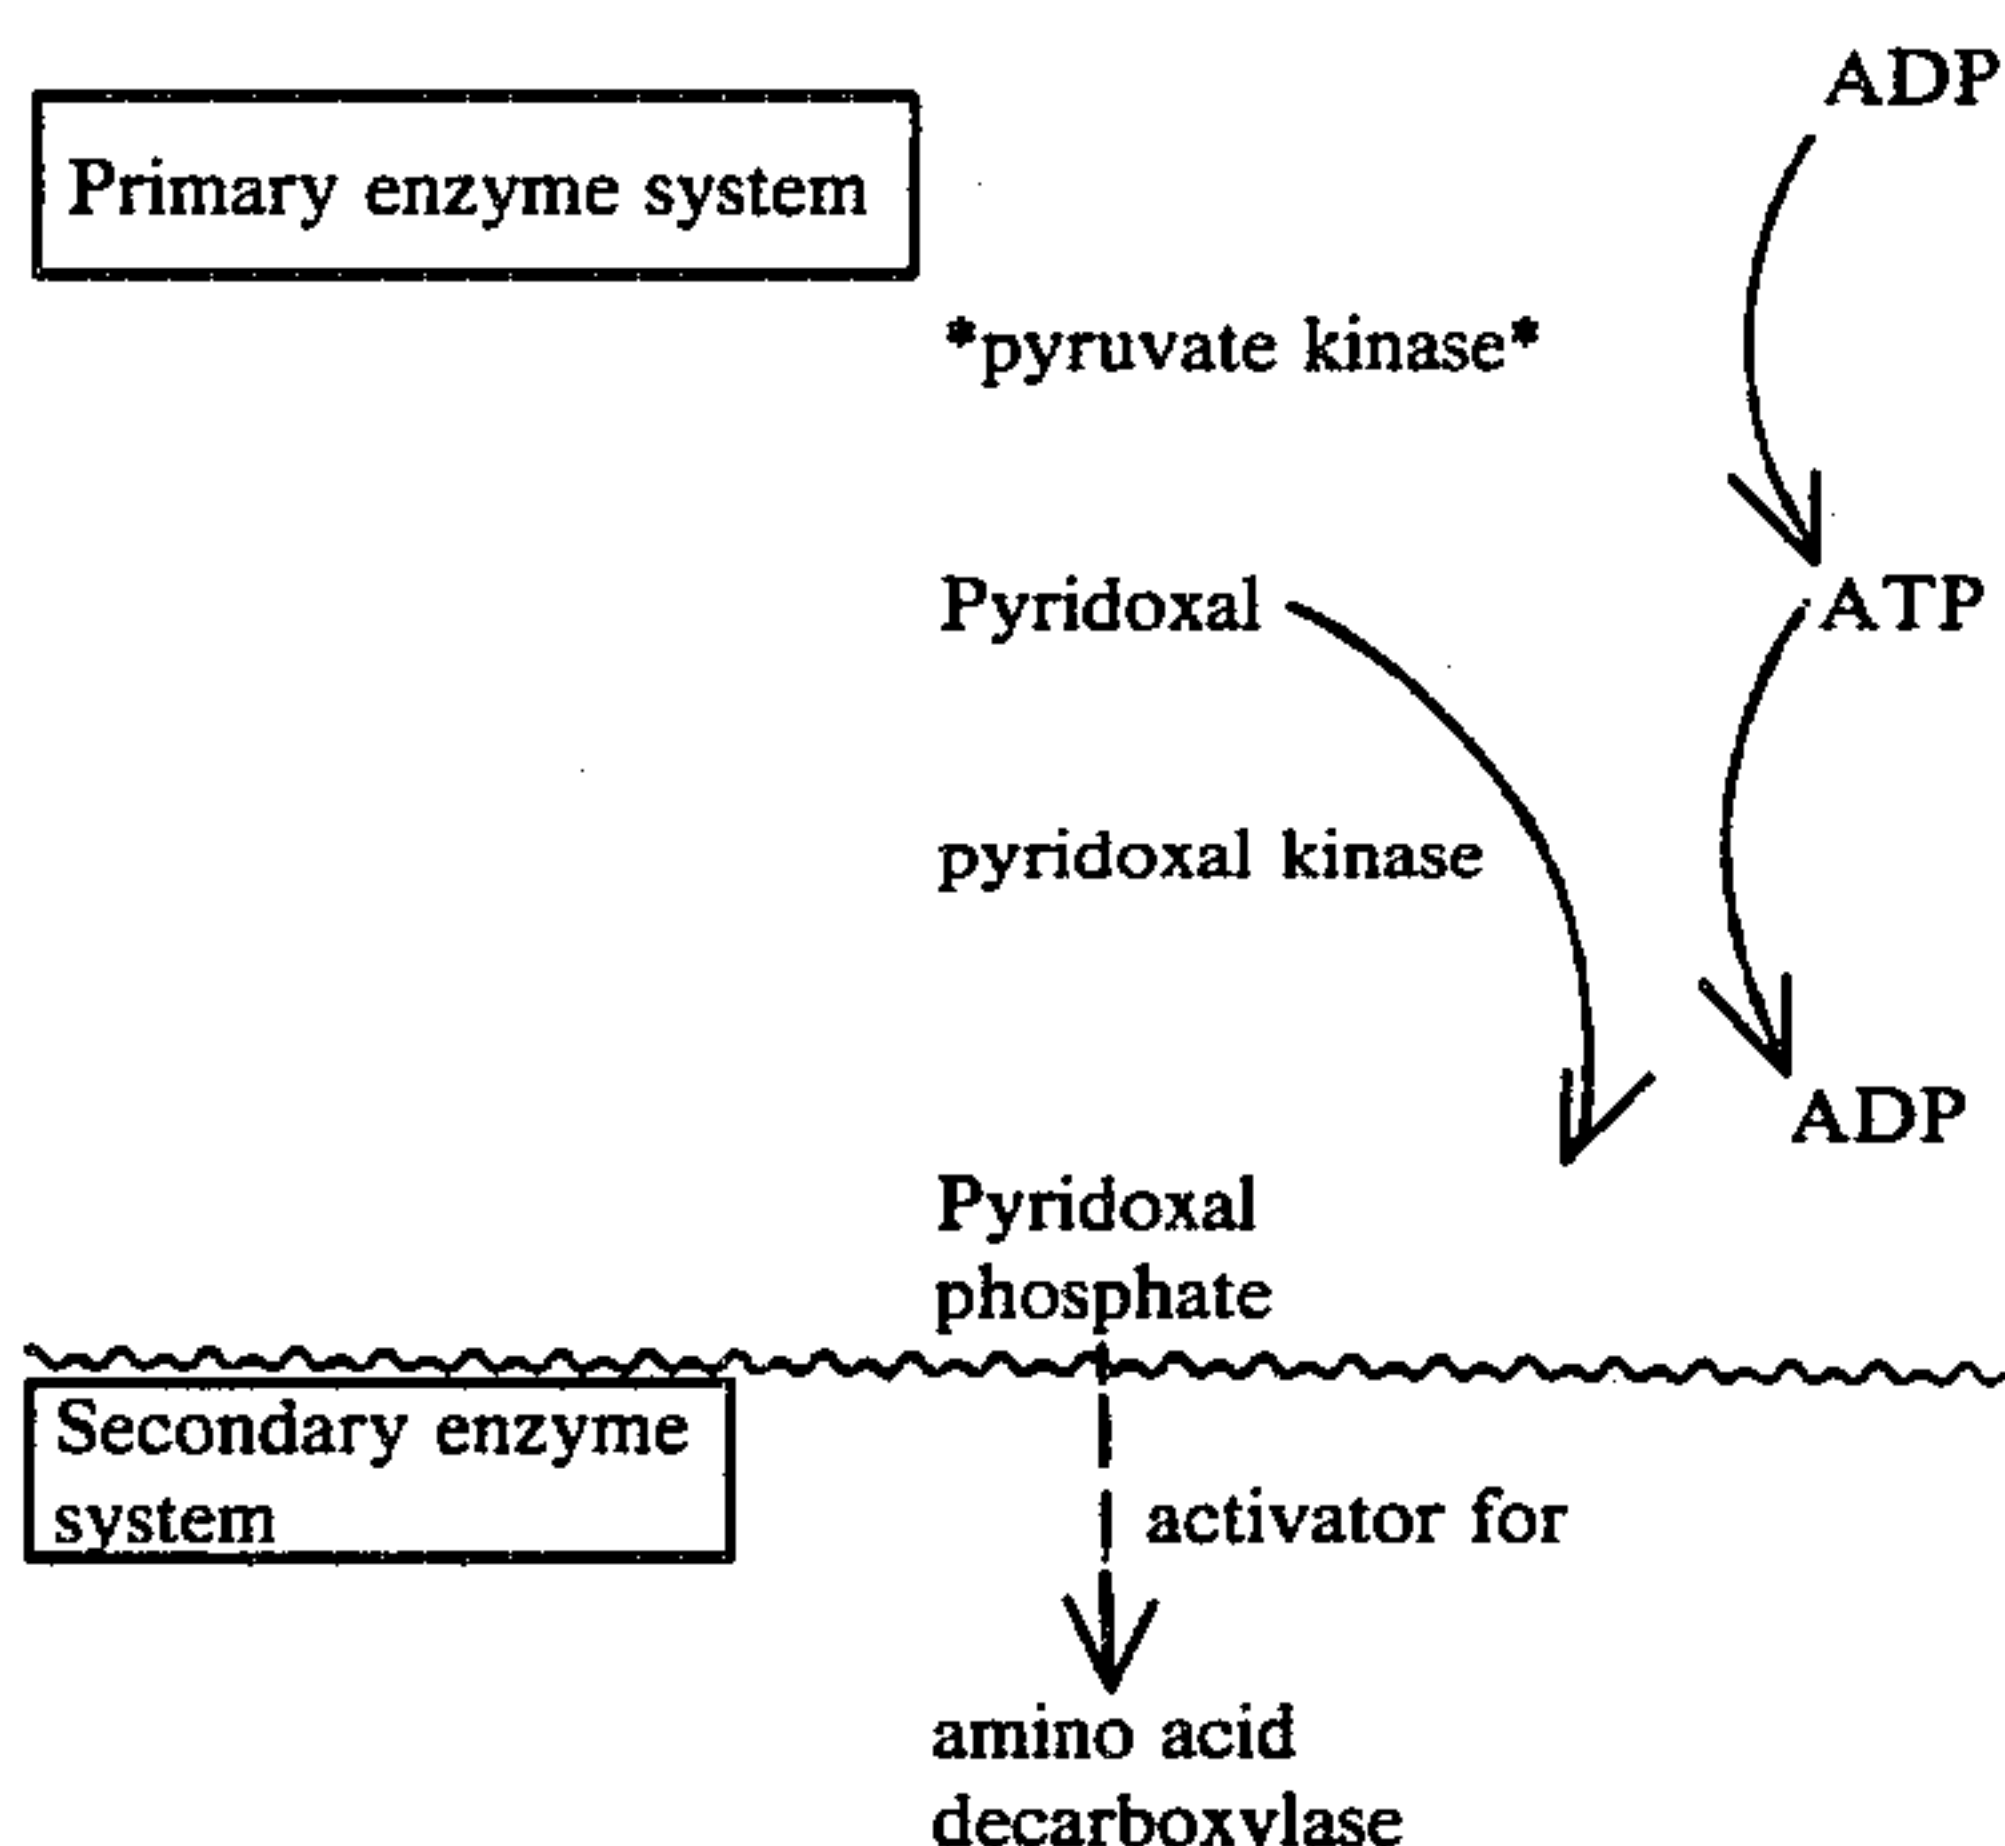 ADP
Primary enzyme system
*pyruvate kinase*
Pyridoxal
ATP
pyridoxal kinase
ADP
Pyridoxal
phosphate
Secondary enzyme
system
activator for
amino acid
decarboxylase